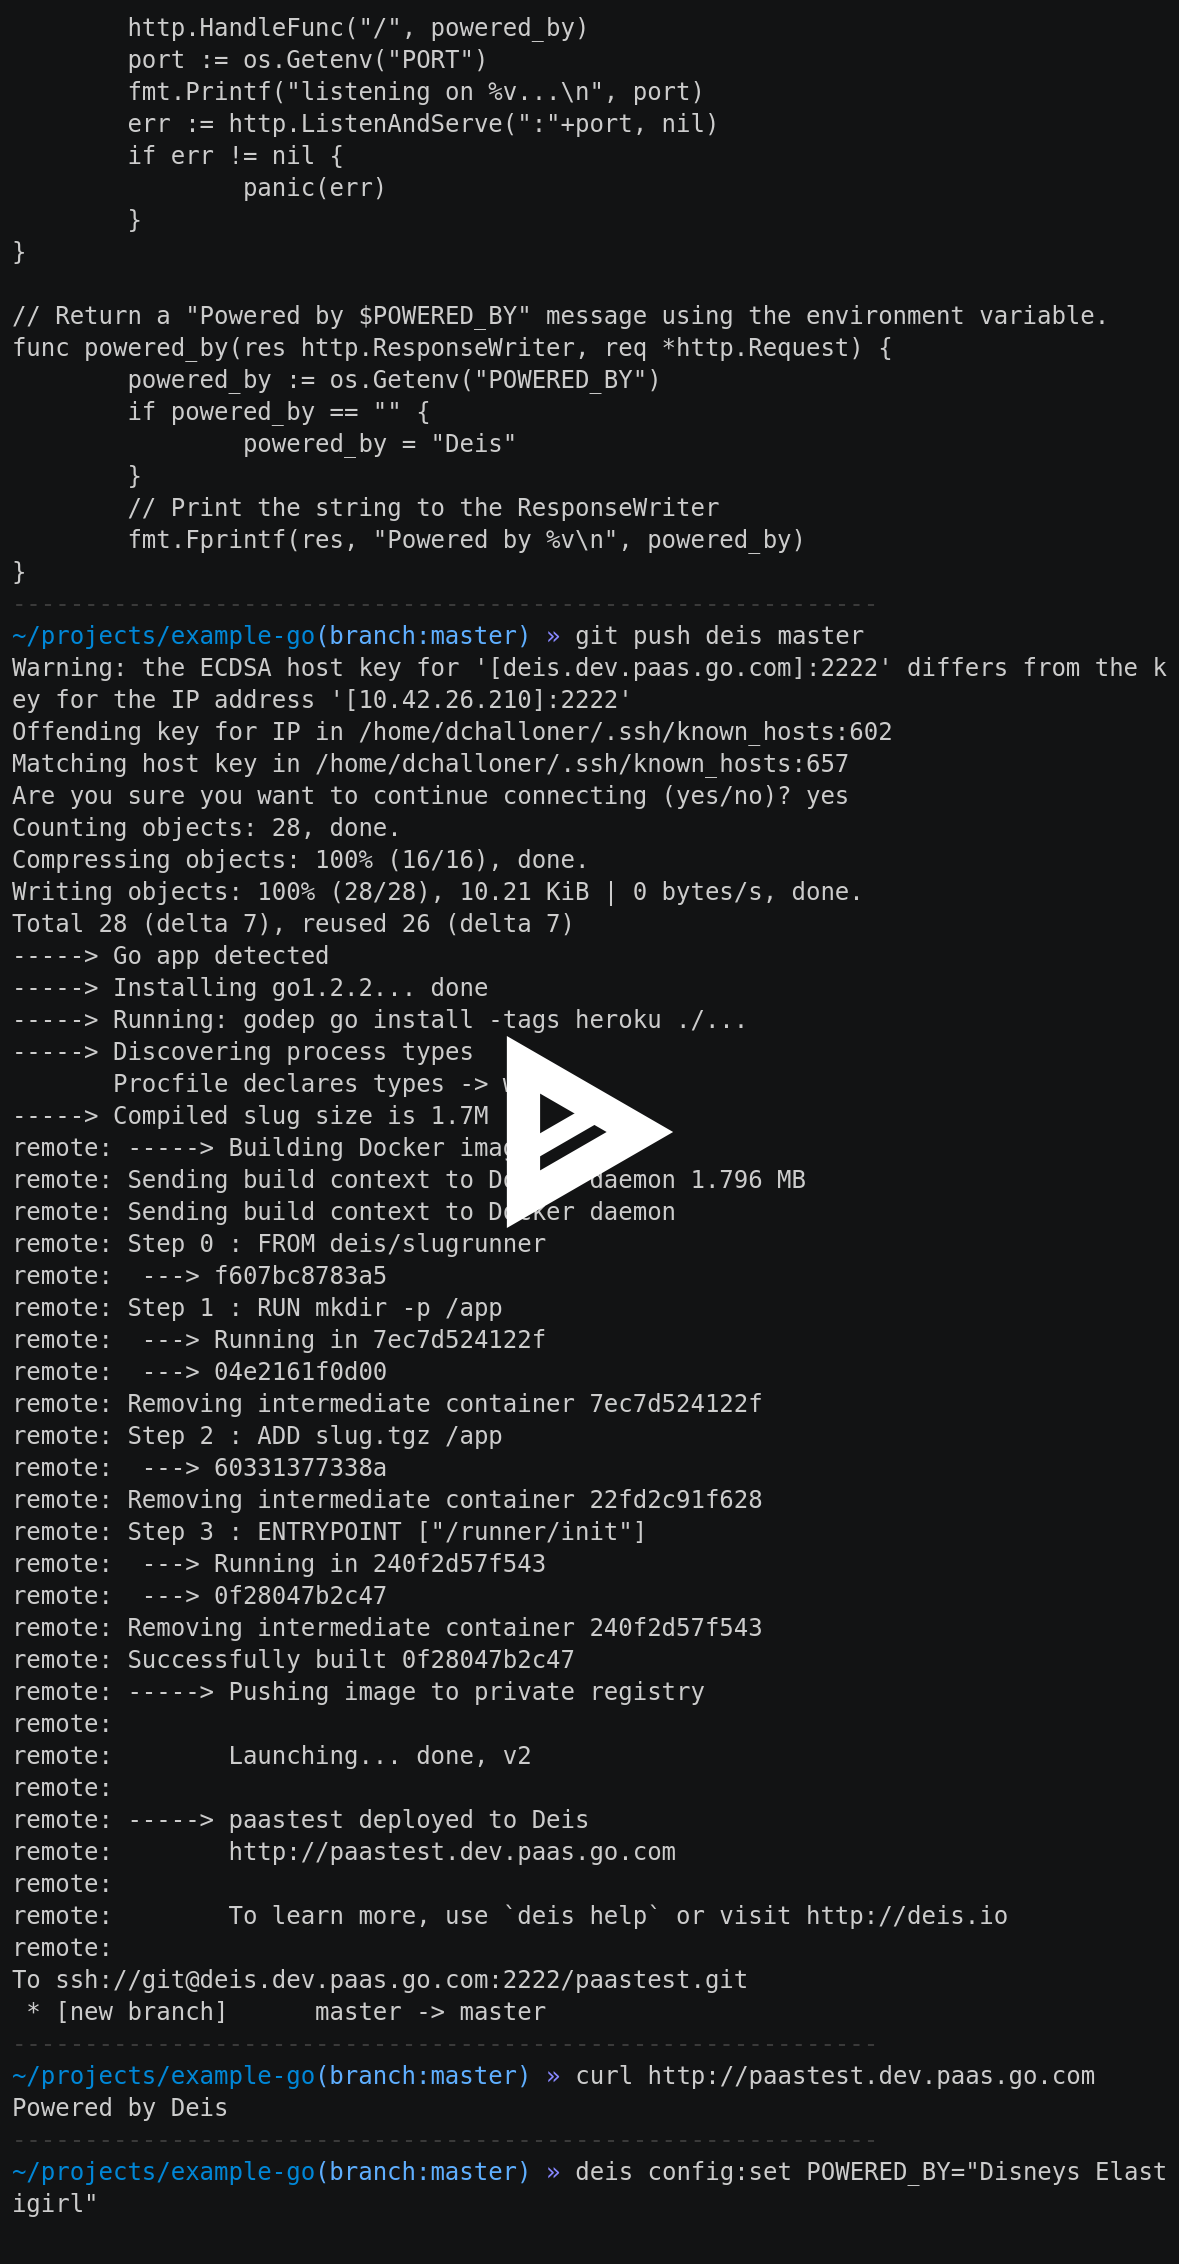 http.HandleFunc("/", powered_by)
        port := os.Getenv("PORT")
        fmt.Printf("listening on %v...\n", port)
        err := http.ListenAndServe(":"+port, nil)
        if err != nil {
                panic(err)
        }
}

// Return a "Powered by $POWERED_BY" message using the environment variable.
func powered_by(res http.ResponseWriter, req *http.Request) {
        powered_by := os.Getenv("POWERED_BY")
        if powered_by == "" {
                powered_by = "Deis"
        }
        // Print the string to the ResponseWriter
        fmt.Fprintf(res, "Powered by %v\n", powered_by)
}
------------------------------------------------------------
~/projects/example-go(branch:master) » git push deis master
Warning: the ECDSA host key for '[deis.dev.paas.go.com]:2222' differs from the k
ey for the IP address '[10.42.26.210]:2222'
Offending key for IP in /home/dchalloner/.ssh/known_hosts:602
Matching host key in /home/dchalloner/.ssh/known_hosts:657
Are you sure you want to continue connecting (yes/no)? yes
Counting objects: 28, done.
Compressing objects: 100% (16/16), done.
Writing objects: 100% (28/28), 10.21 KiB | 0 bytes/s, done.
Total 28 (delta 7), reused 26 (delta 7)
-----> Go app detected
-----> Installing go1.2.2... done
-----> Running: godep go install -tags heroku ./...
-----> Discovering process types
       Procfile declares types ->
-----> Compiled slug size is 1.7M
remote: -----> Building Docker
remote: Sending build context to Docker daemon 1.796 MB
remote: Sending build context to Docker daemon
remote: Step 0 : FROM deis/slugrunner
remote:  ---> f607bc8783a5
remote: Step 1 : RUN mkdir -p /app
remote:  ---> Running in 7ec7d524122f
remote:  ---> 04e2161f0d00
remote: Removing intermediate container 7ec7d524122f
remote: Step 2 : ADD slug.tgz /app
remote:  ---> 60331377338a
remote: Removing intermediate container 22fd2c91f628
remote: Step 3 : ENTRYPOINT ["/runner/init"]
remote:  ---> Running in 240f2d57f543
remote:  ---> 0f28047b2c47
remote: Removing intermediate container 240f2d57f543
remote: Successfully built 0f28047b2c47
remote: -----> Pushing image to private registry
remote:
remote:        Launching... done, v2
remote:
remote: -----> paastest deployed to Deis
remote:        http://paastest.dev.paas.go.com
remote:
remote:        To learn more, use `deis help` or visit http://deis.io
remote:
To ssh://git@deis.dev.paas.go.com:2222/paastest.git
 * [new branch]      master -> master
------------------------------------------------------------
~/projects/example-go(branch:master) » curl http://paastest.dev.paas.go.com
Powered by Deis
------------------------------------------------------------
~/projects/example-go(branch:master) » deis config:set POWERED_BY="Disneys Elast
igirl"